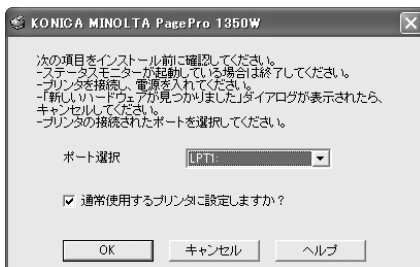 KONICA MINOLTA PagePro 1350W
次の項目をインストール前に確認してください。
-ステータスモニターが起動している場合は終了してください。
-プリンタを接続し、電源を入れてください。
-「新しいハードウェアが見つかりました」ダイアログが表示されたら、
キャンセルしてください。
-プリンタの接続されたポートを選択してください。
ポート選択
LPT1:
通常使用するプリンタに設定しますか?
OK
キャンセル
ヘルプ